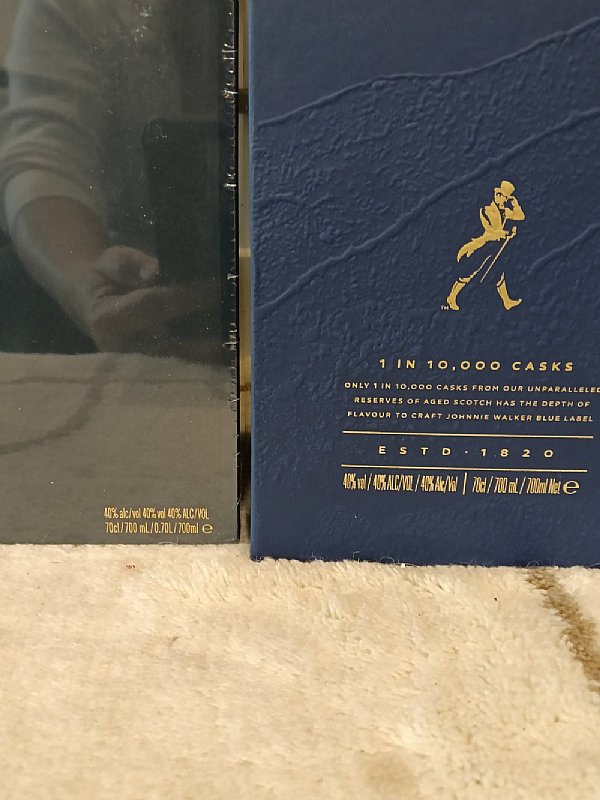 40% alc/vol 40% vol 40% ALC/VOL
70cl/700 mL/0.70L/700ml ℮
TM
1 IN 10,000 CASKS
ONLY 1 IN 10,000 CASKS FROM OUR UNPARALLELED
RESERVES OF AGED SCOTCH HAS THE DEPTH OF
FLAVOUR TO CRAFT JOHNNIE WALKER BLUE LABEL
ESTD·1820
40% vol / 40% ALC/VOL / 40% Alc/Vol | 70cl / 700 mL / 700ml Net ℮